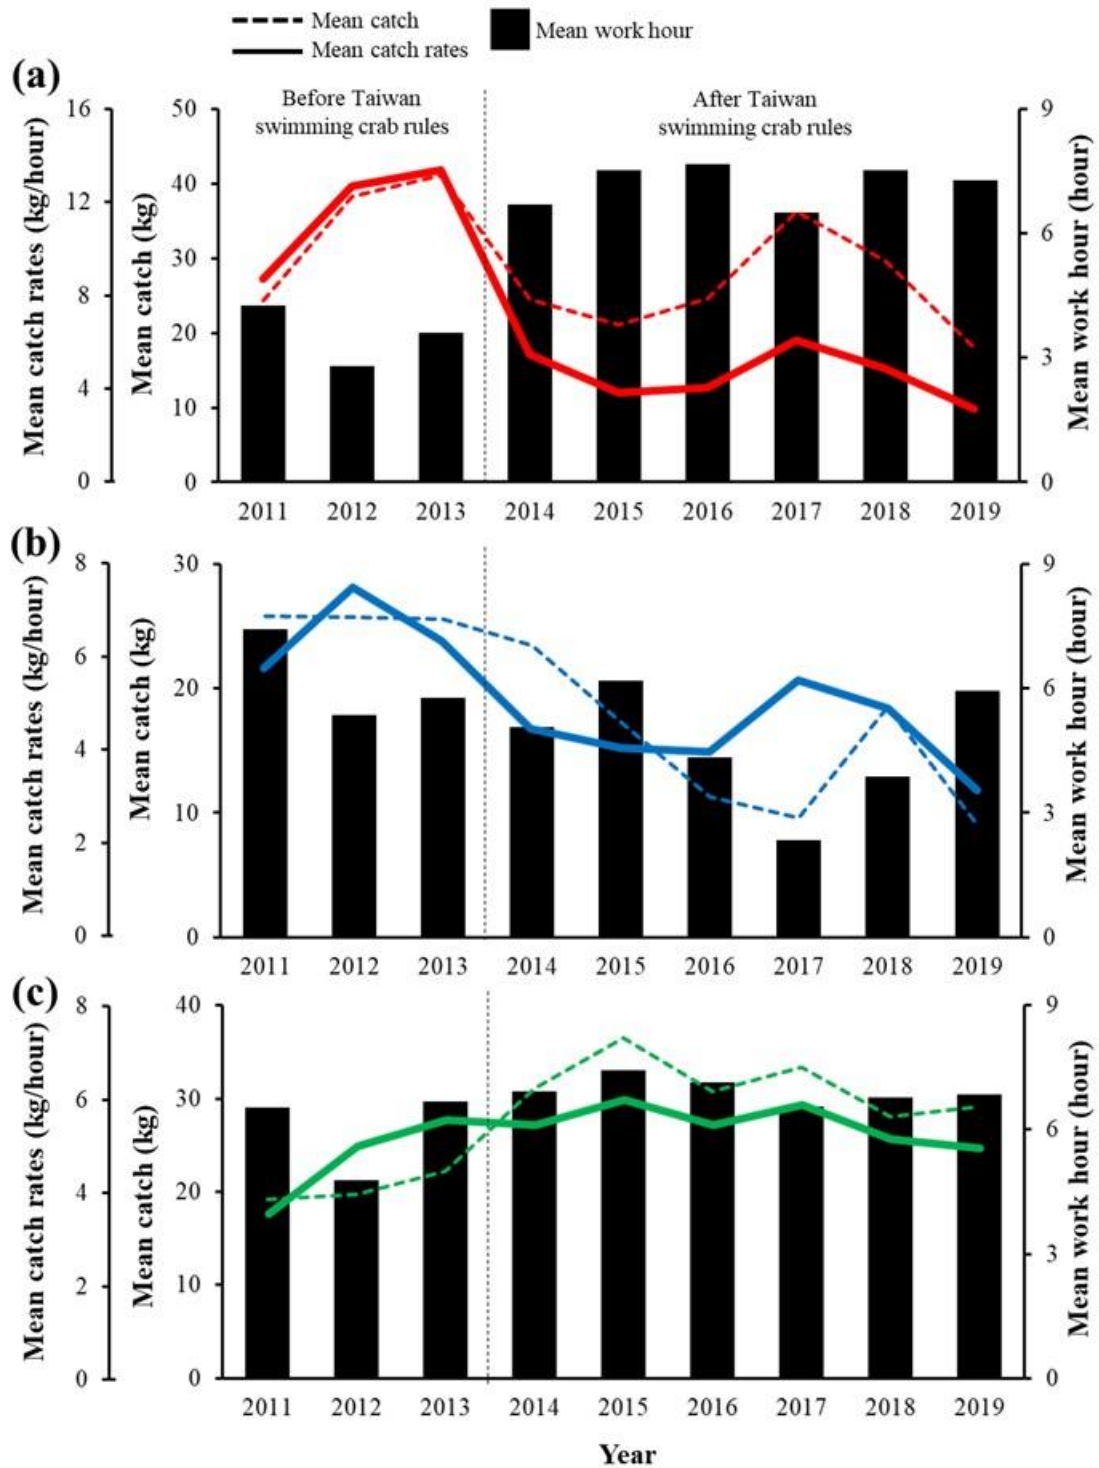 Mean catch
Mean catch rates
Mean work hour
(a)
Before Taiwan
swimming crab rules
After Taiwan
swimming crab rules
Mean catch rates (kg/hour)
16
12
8
4
0
Mean catch (kg)
50
40
30
20
10
0
Mean work hour (hour)
9
6
3
0
2011 2012 2013 2014 2015 2016 2017 2018 2019
(b)
Mean catch rates (kg/hour)
8
6
4
2
0
Mean catch (kg)
30
20
10
0
Mean work hour (hour)
9
6
3
0
2011 2012 2013 2014 2015 2016 2017 2018 2019
(c)
Mean catch rates (kg/hour)
8
6
4
2
0
Mean catch (kg)
40
30
20
10
0
Mean work hour (hour)
9
6
3
0
2011 2012 2013 2014 2015 2016 2017 2018 2019
Year